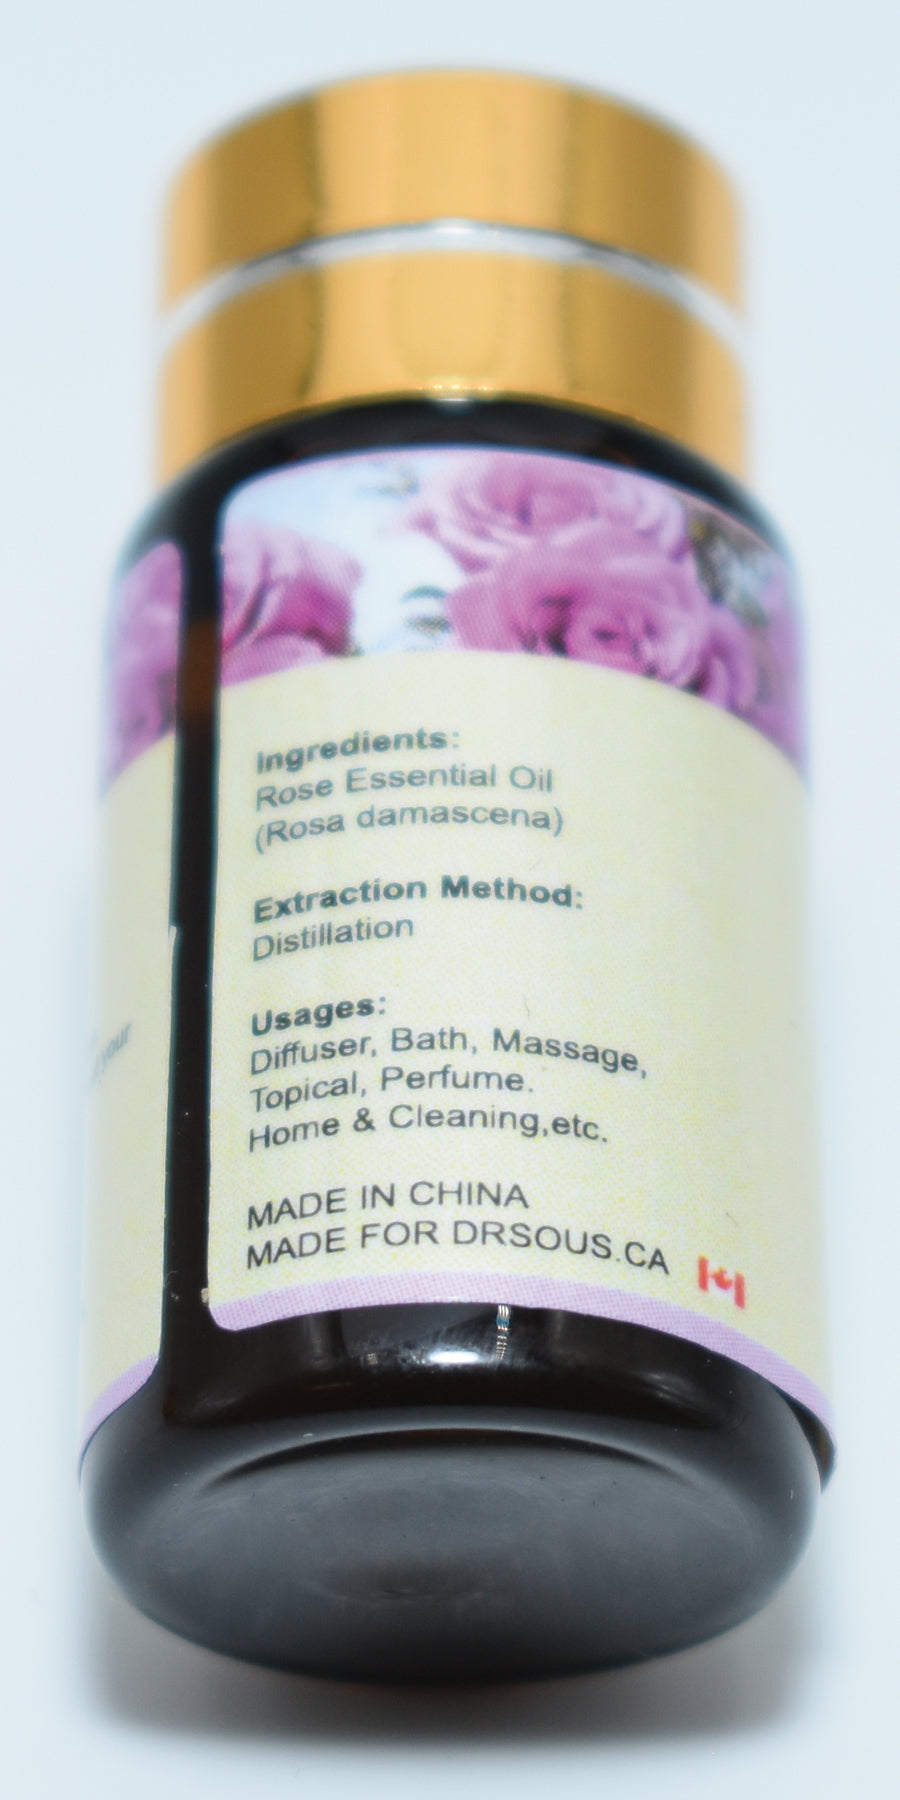 Ingredients:
Rose Essential Oil
(Rosa damascena)
Extraction Method:
Distillation
Usages:
Diffuser, Bath, Massage,
Topical, Perfume.
Home & Cleaning,etc.
MADE IN CHINA
MADE FOR DRSOUS.CA
your